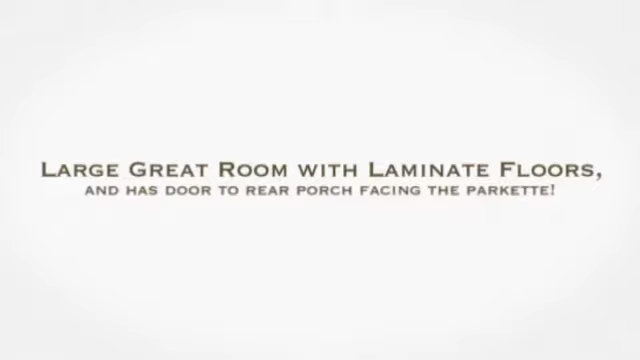 Large Great Room with Laminate Floors,
and has door to rear porch facing the parkette!